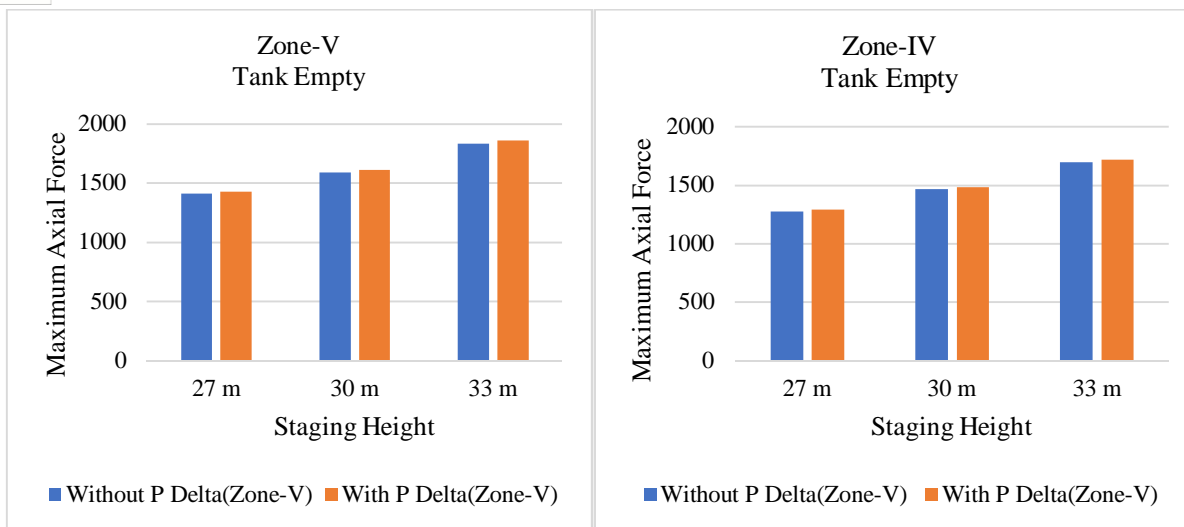 Zone-V
Tank Empty
Maximum Axial Force
2000
1500
1000
500
0
27 m
30 m
33 m
Staging Height
Without P Delta(Zone-V)
With P Delta(Zone-V)
Zone-IV
Tank Empty
Maximum Axial Force
2000
1500
1000
500
0
27 m
30 m
33 m
Staging Height
Without P Delta(Zone-V)
With P Delta(Zone-V)